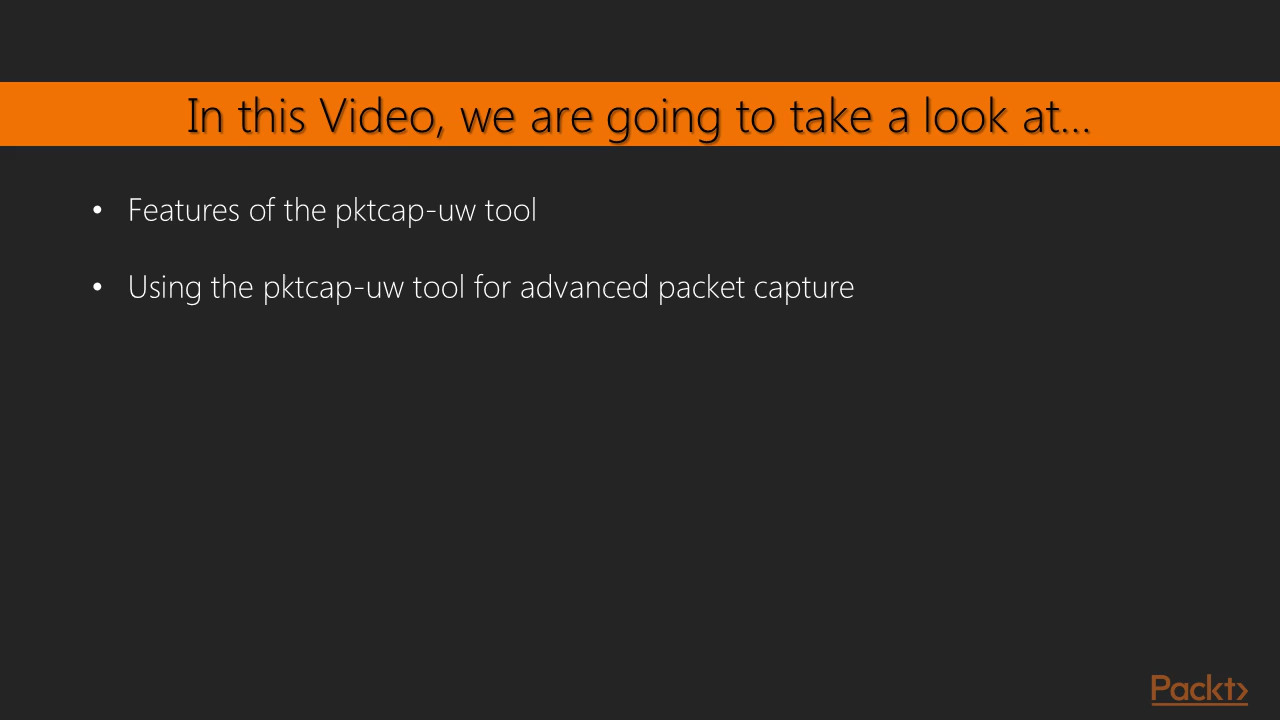 In this Video, we are going to take a look at...
• Features of the pktcap-uw tool
• Using the pktcap-uw tool for advanced packet capture
Packt>